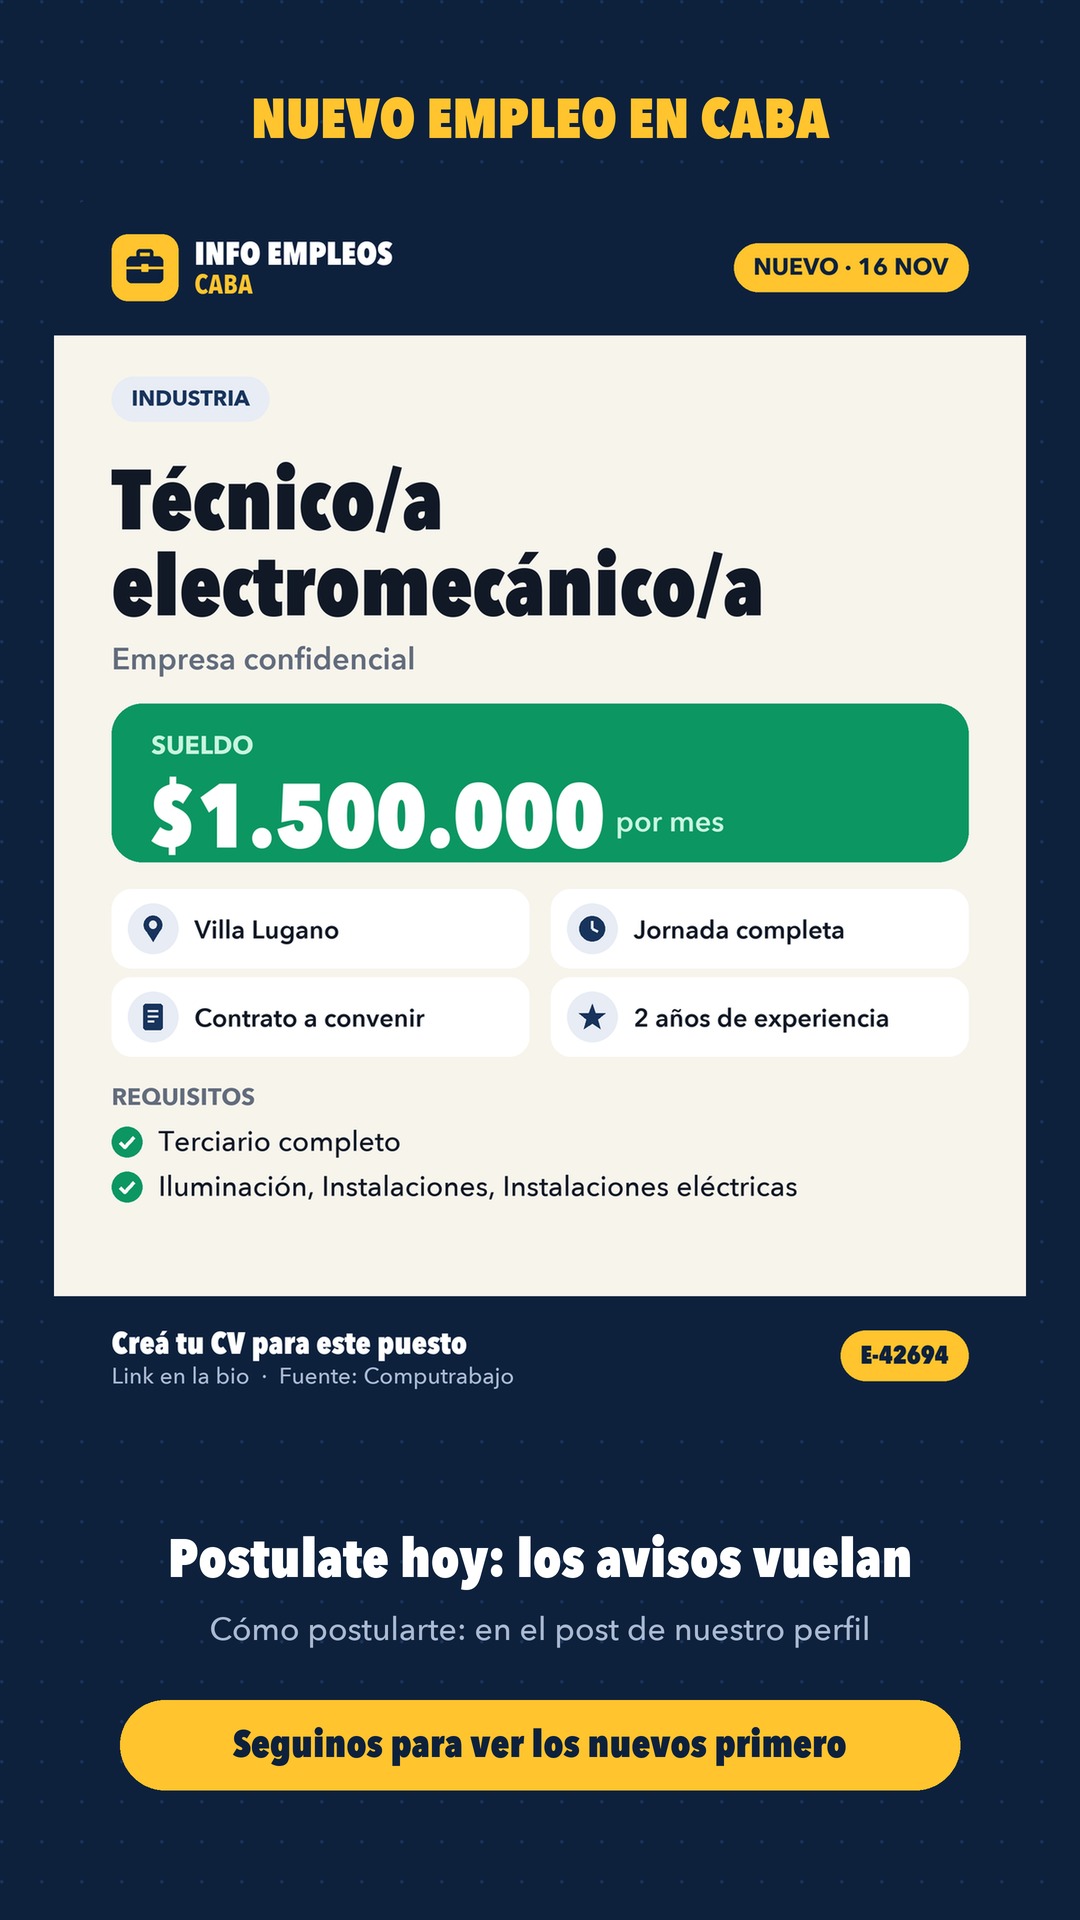 NUEVO EMPLEO EN CABA
INFO EMPLEOS
CABA
NUEVO · 16 NOV
INDUSTRIA
Técnico/a
electromecánico/a
Empresa confidencial
SUELDO
$1.500.000 por mes
Villa Lugano
Jornada completa
Contrato a convenir
2 años de experiencia
REQUISITOS
Terciario completo
Iluminación, Instalaciones, Instalaciones eléctricas
Creá tu CV para este puesto
Link en la bio · Fuente: Computrabajo
E-42694
Postulate hoy: los avisos vuelan
Cómo postularte: en el post de nuestro perfil
Seguinos para ver los nuevos primero